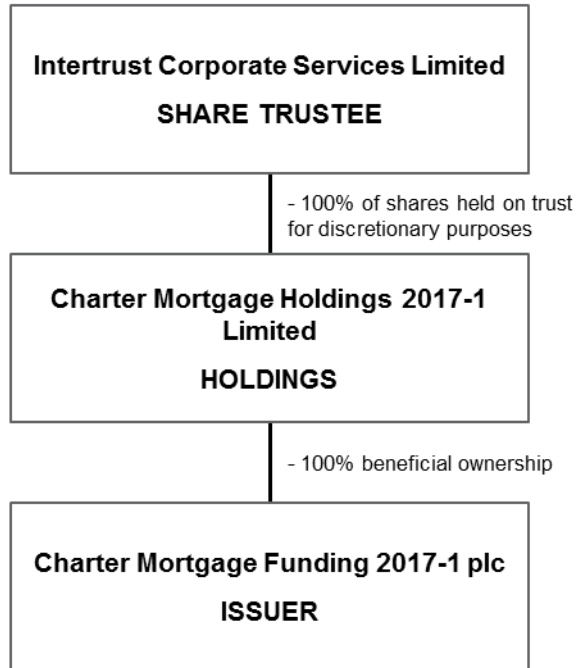 Intertrust Corporate Services Limited
SHARE TRUSTEE
- 100% of shares held on trust
for discretionary purposes
Charter Mortgage Holdings 2017-1
Limited
HOLDINGS
- 100% beneficial ownership
Charter Mortgage Funding 2017-1 plc
ISSUER